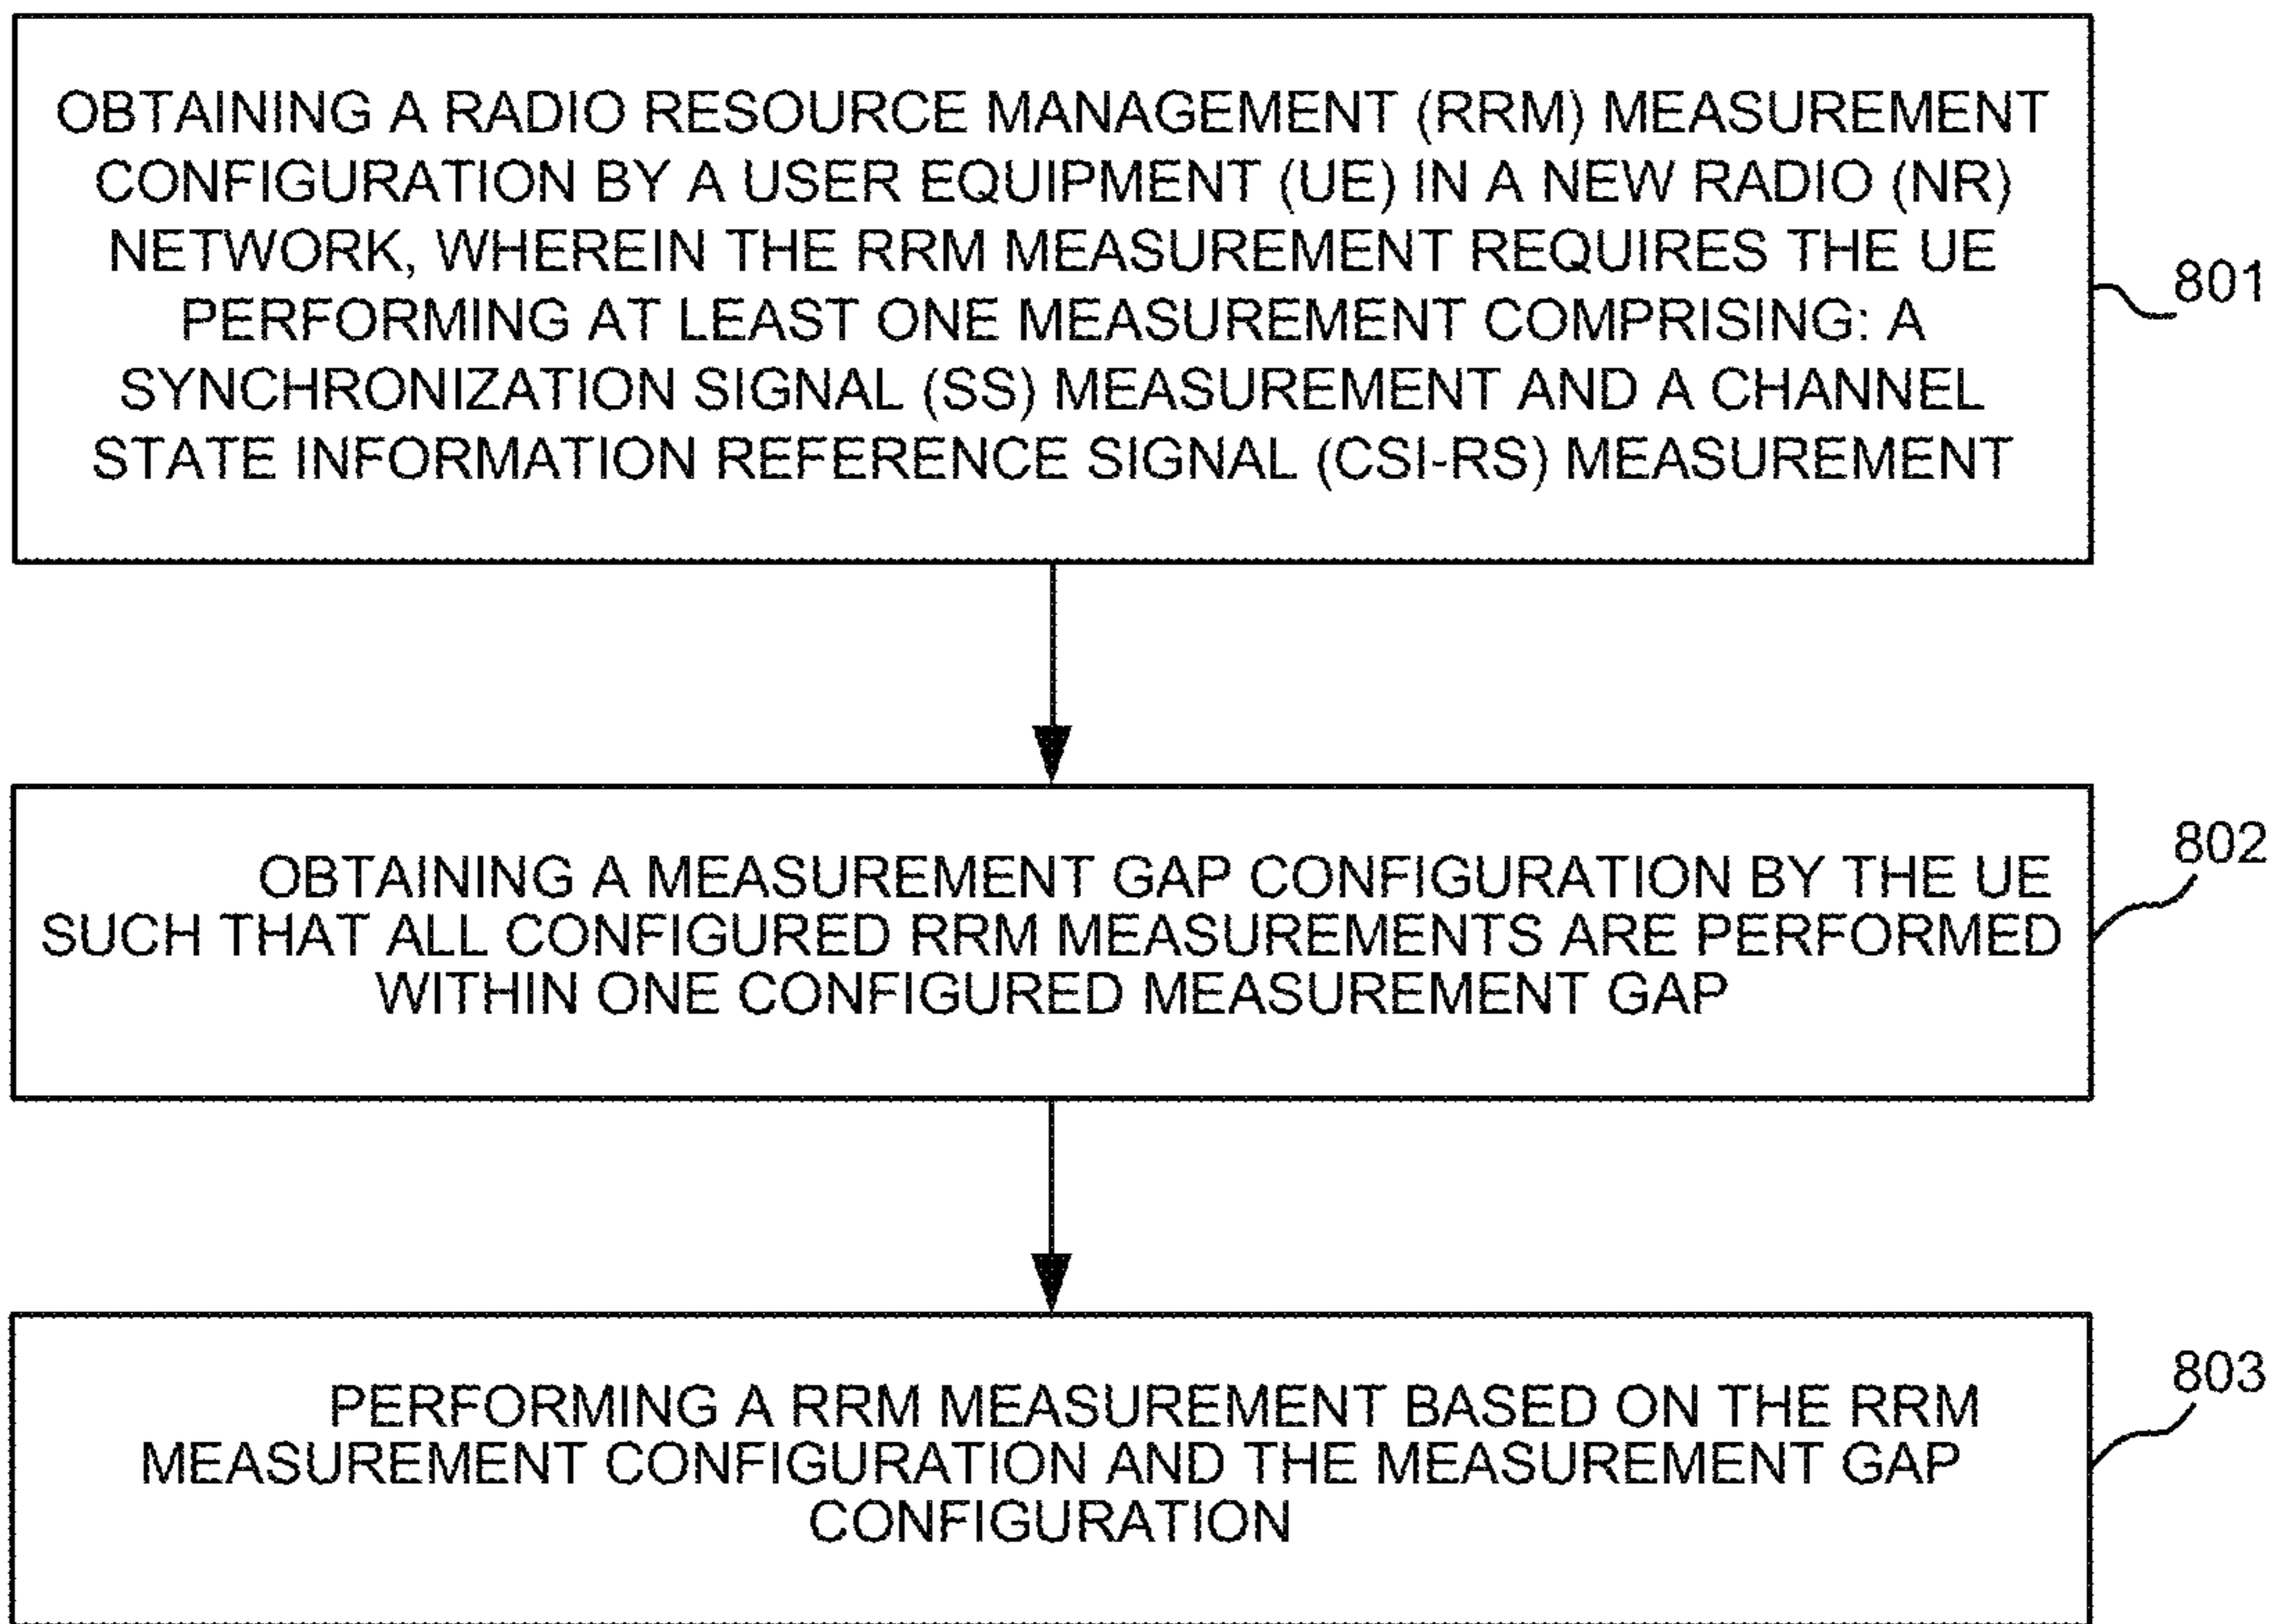 OBTAINING A RADIO RESOURCE MANAGEMENT (RRM) MEASUREMENT
CONFIGURATION BY A USER EQUIPMENT (UE) IN A NEW RADIO (NR)
NETWORK, WHEREIN THE RRM MEASUREMENT REQUIRES THE UE
PERFORMING AT LEAST ONE MEASUREMENT COMPRISING: A
SYNCHRONIZATION SIGNAL (SS) MEASUREMENT AND A CHANNEL
STATE INFORMATION REFERENCE SIGNAL (CSI-RS) MEASUREMENT
801
OBTAINING A MEASUREMENT GAP CONFIGURATION BY THE UE
SUCH THAT ALL CONFIGURED RRM MEASUREMENTS ARE PERFORMED
WITHIN ONE CONFIGURED MEASUREMENT GAP
802
PERFORMING A RRM MEASUREMENT BASED ON THE RRM
MEASUREMENT CONFIGURATION AND THE MEASUREMENT GAP
CONFIGURATION
803